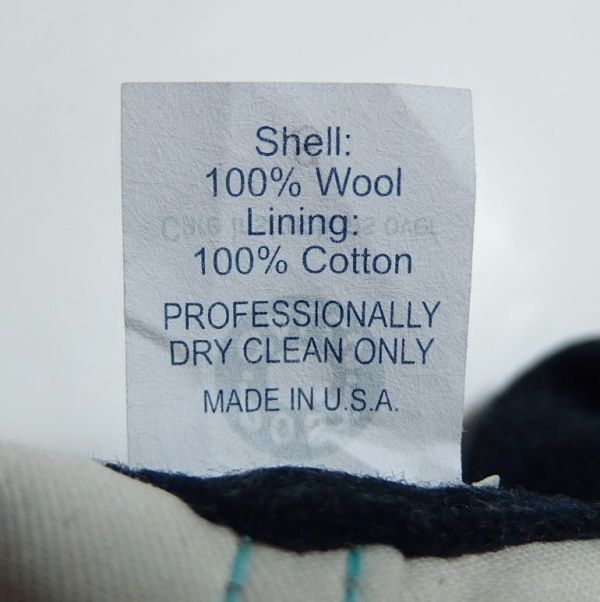 Shell:
100% Wool
Lining:
100% Cotton
PROFESSIONALLY
DRY CLEAN ONLY
MADE IN U.S.A.